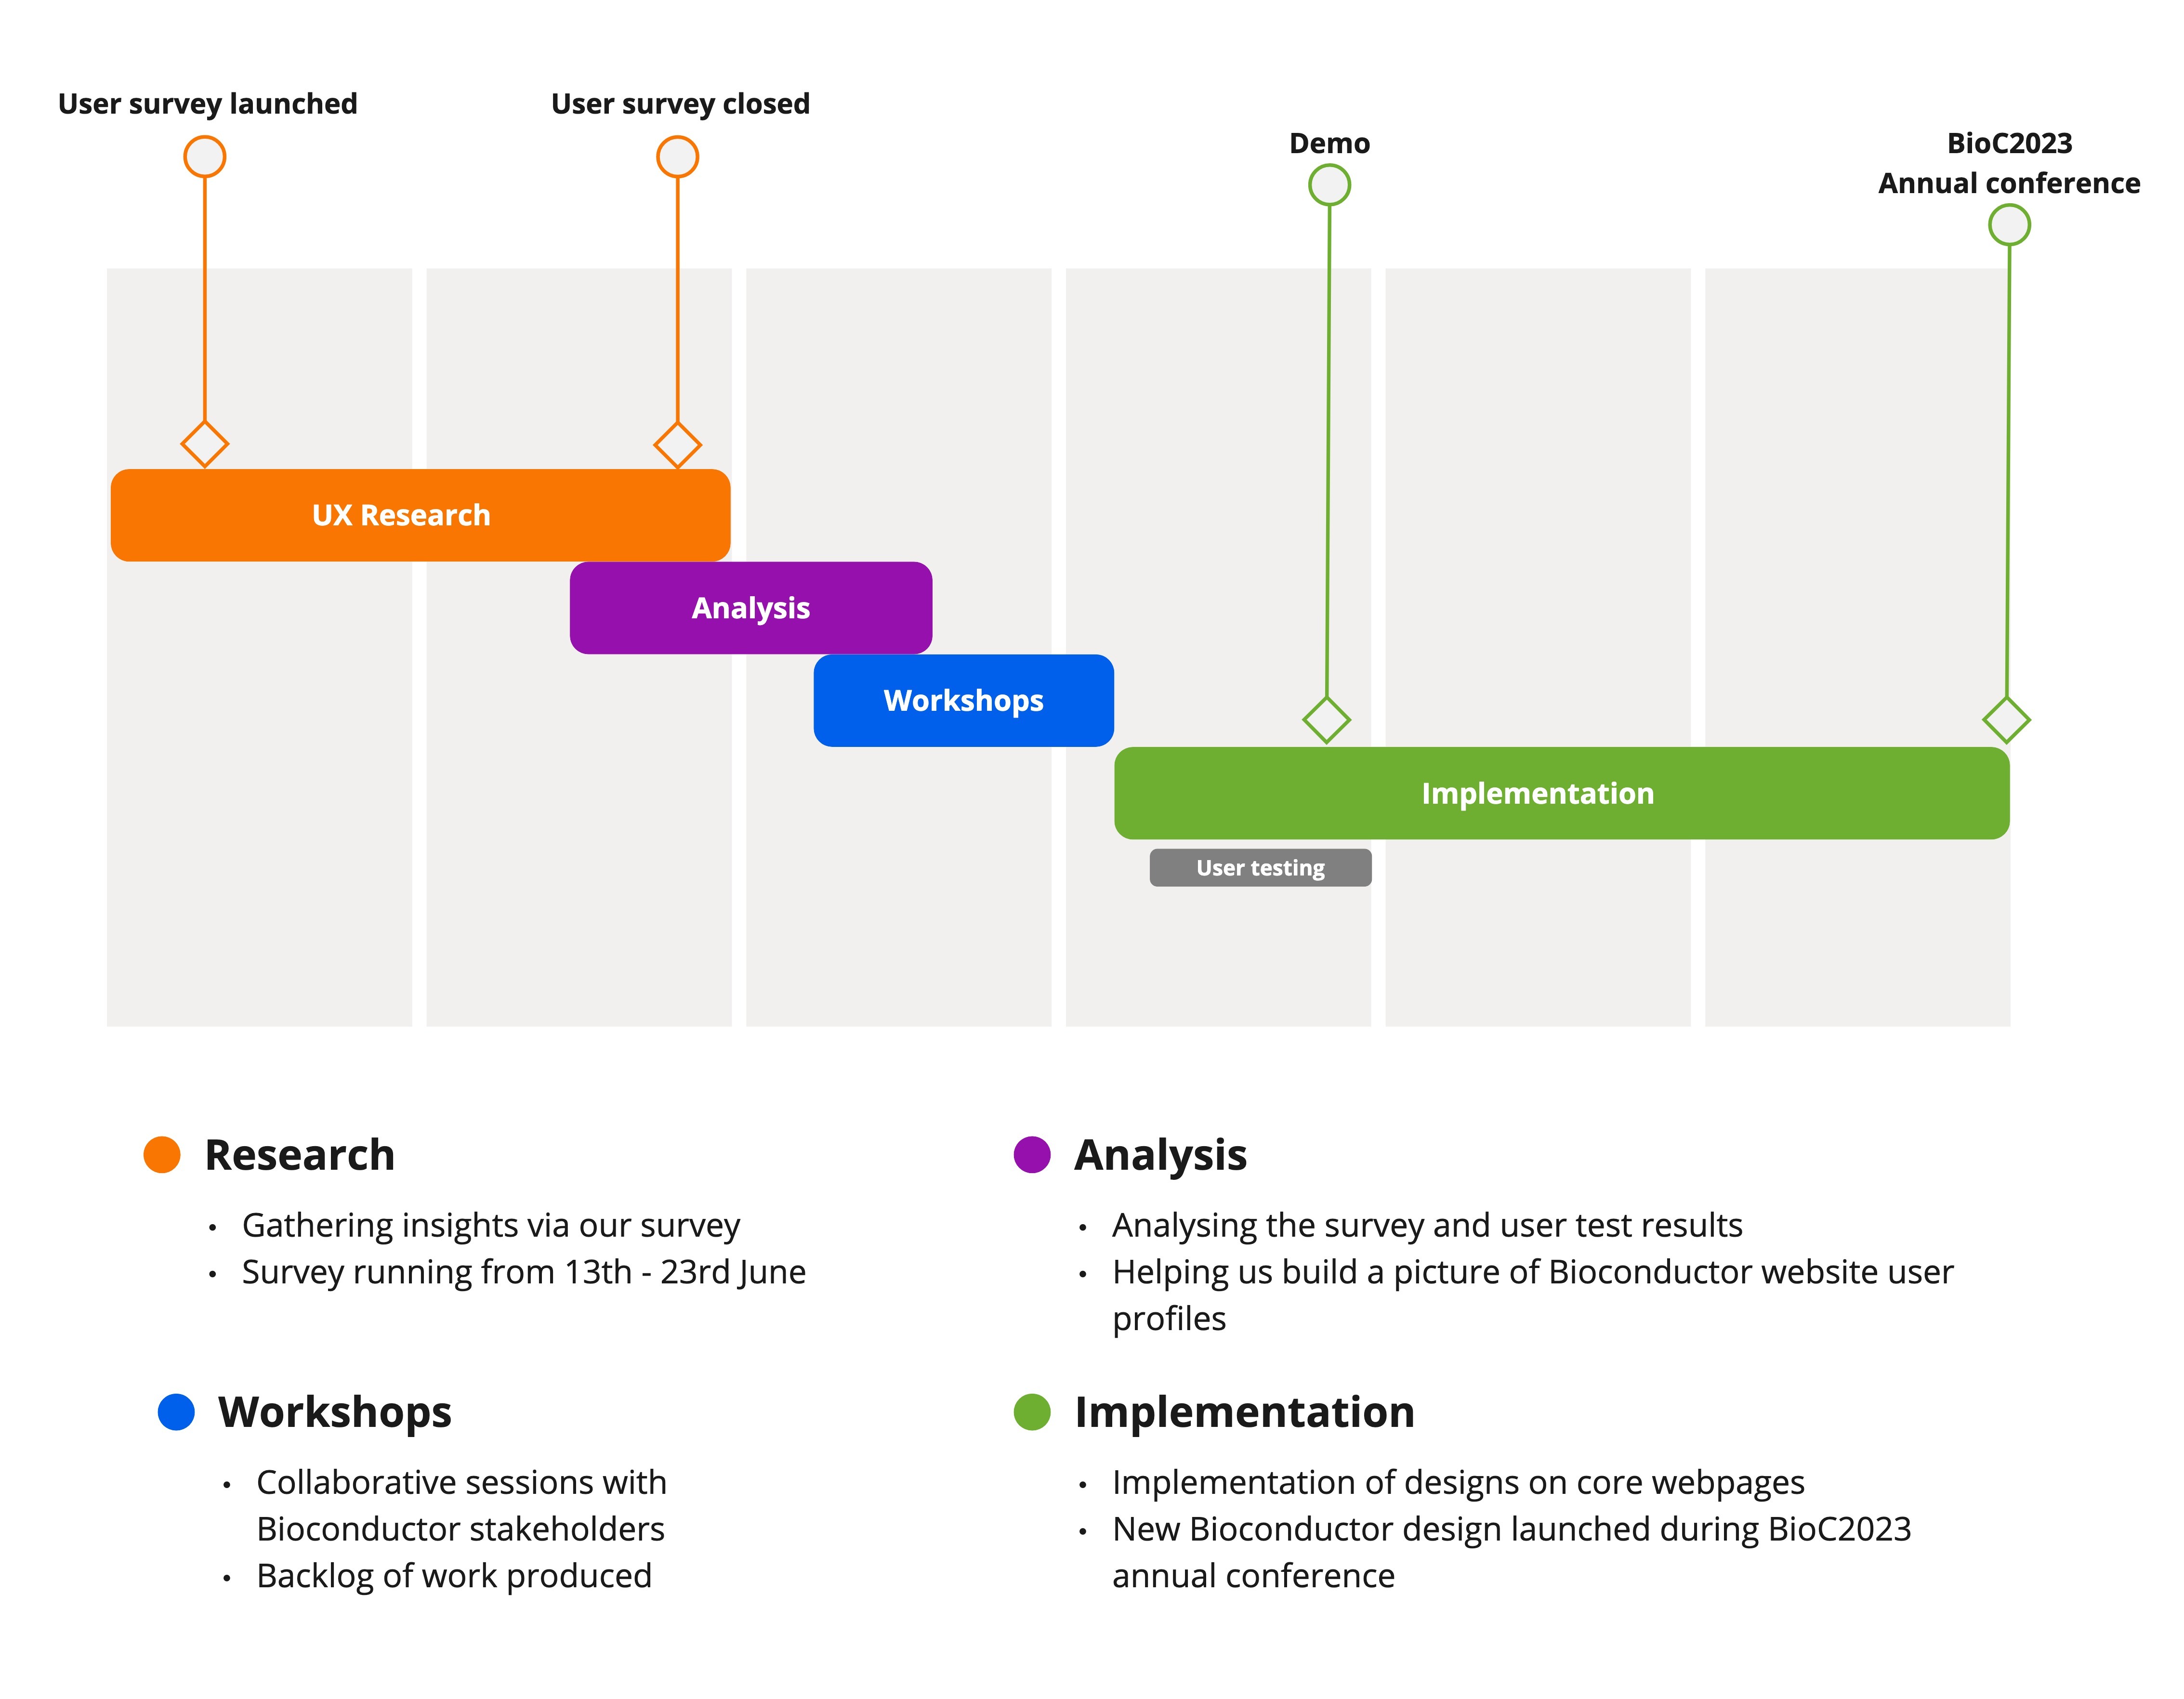 User survey launched
User survey closed
Demo
BioC2023
Annual conference
UX Research
Analysis
Workshops
Implementation
User testing
Research
• Gathering insights via our survey
• Survey running from 13th - 23rd June
Analysis
• Analysing the survey and user test results
• Helping us build a picture of Bioconductor website user
profiles
Workshops
• Collaborative sessions with
Bioconductor stakeholders
• Backlog of work produced
Implementation
• Implementation of designs on core webpages
• New Bioconductor design launched during BioC2023
annual conference